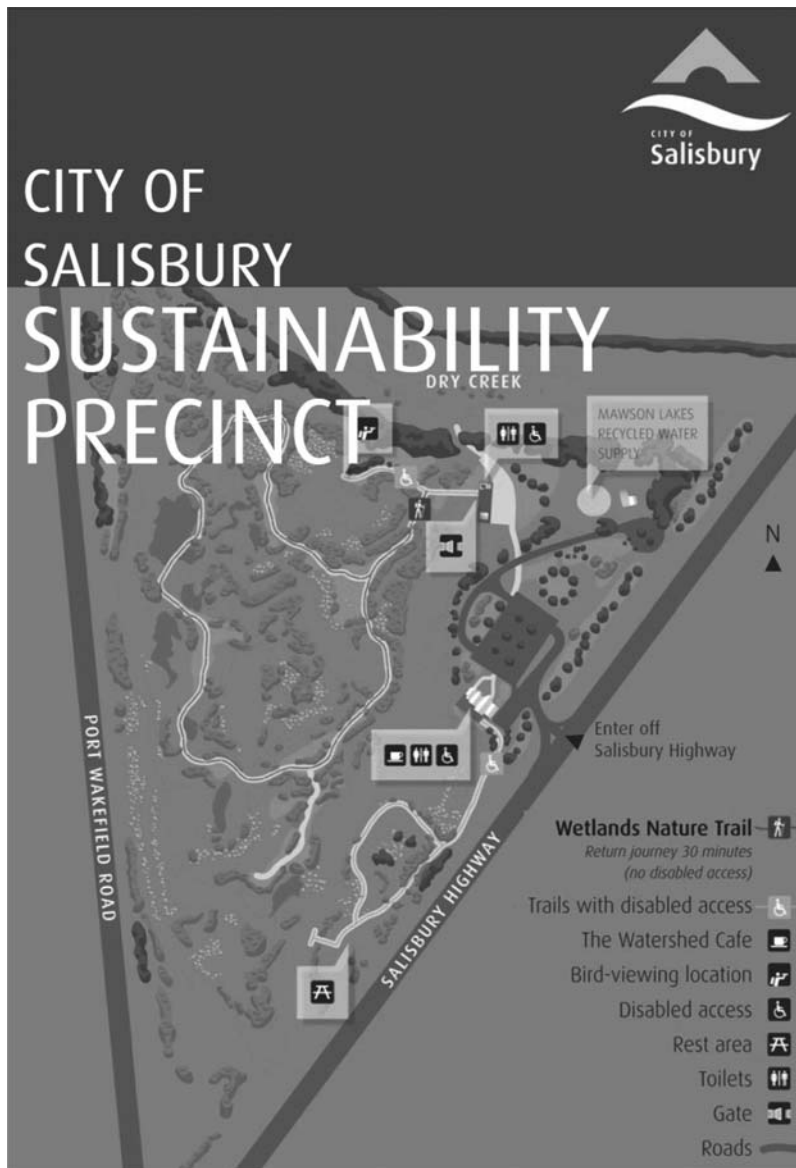 CITY OF
Salisbury
CITY OF
SALISBURY
SUSTAINABILITY
PRECINCT
DRY CREEK
MAWSON LAKES
RECYCLED WATER
SUPPLY
N
Enter off
Salisbury Highway
PORT WAKEFIELD ROAD
SALISBURY HIGHWAY
Wetlands Nature Trail
Return journey 30 minutes
(no disabled access)
Trails with disabled access
The Watershed Cafe
Bird-viewing location
Disabled access
Rest area
Toilets
Gate
Roads